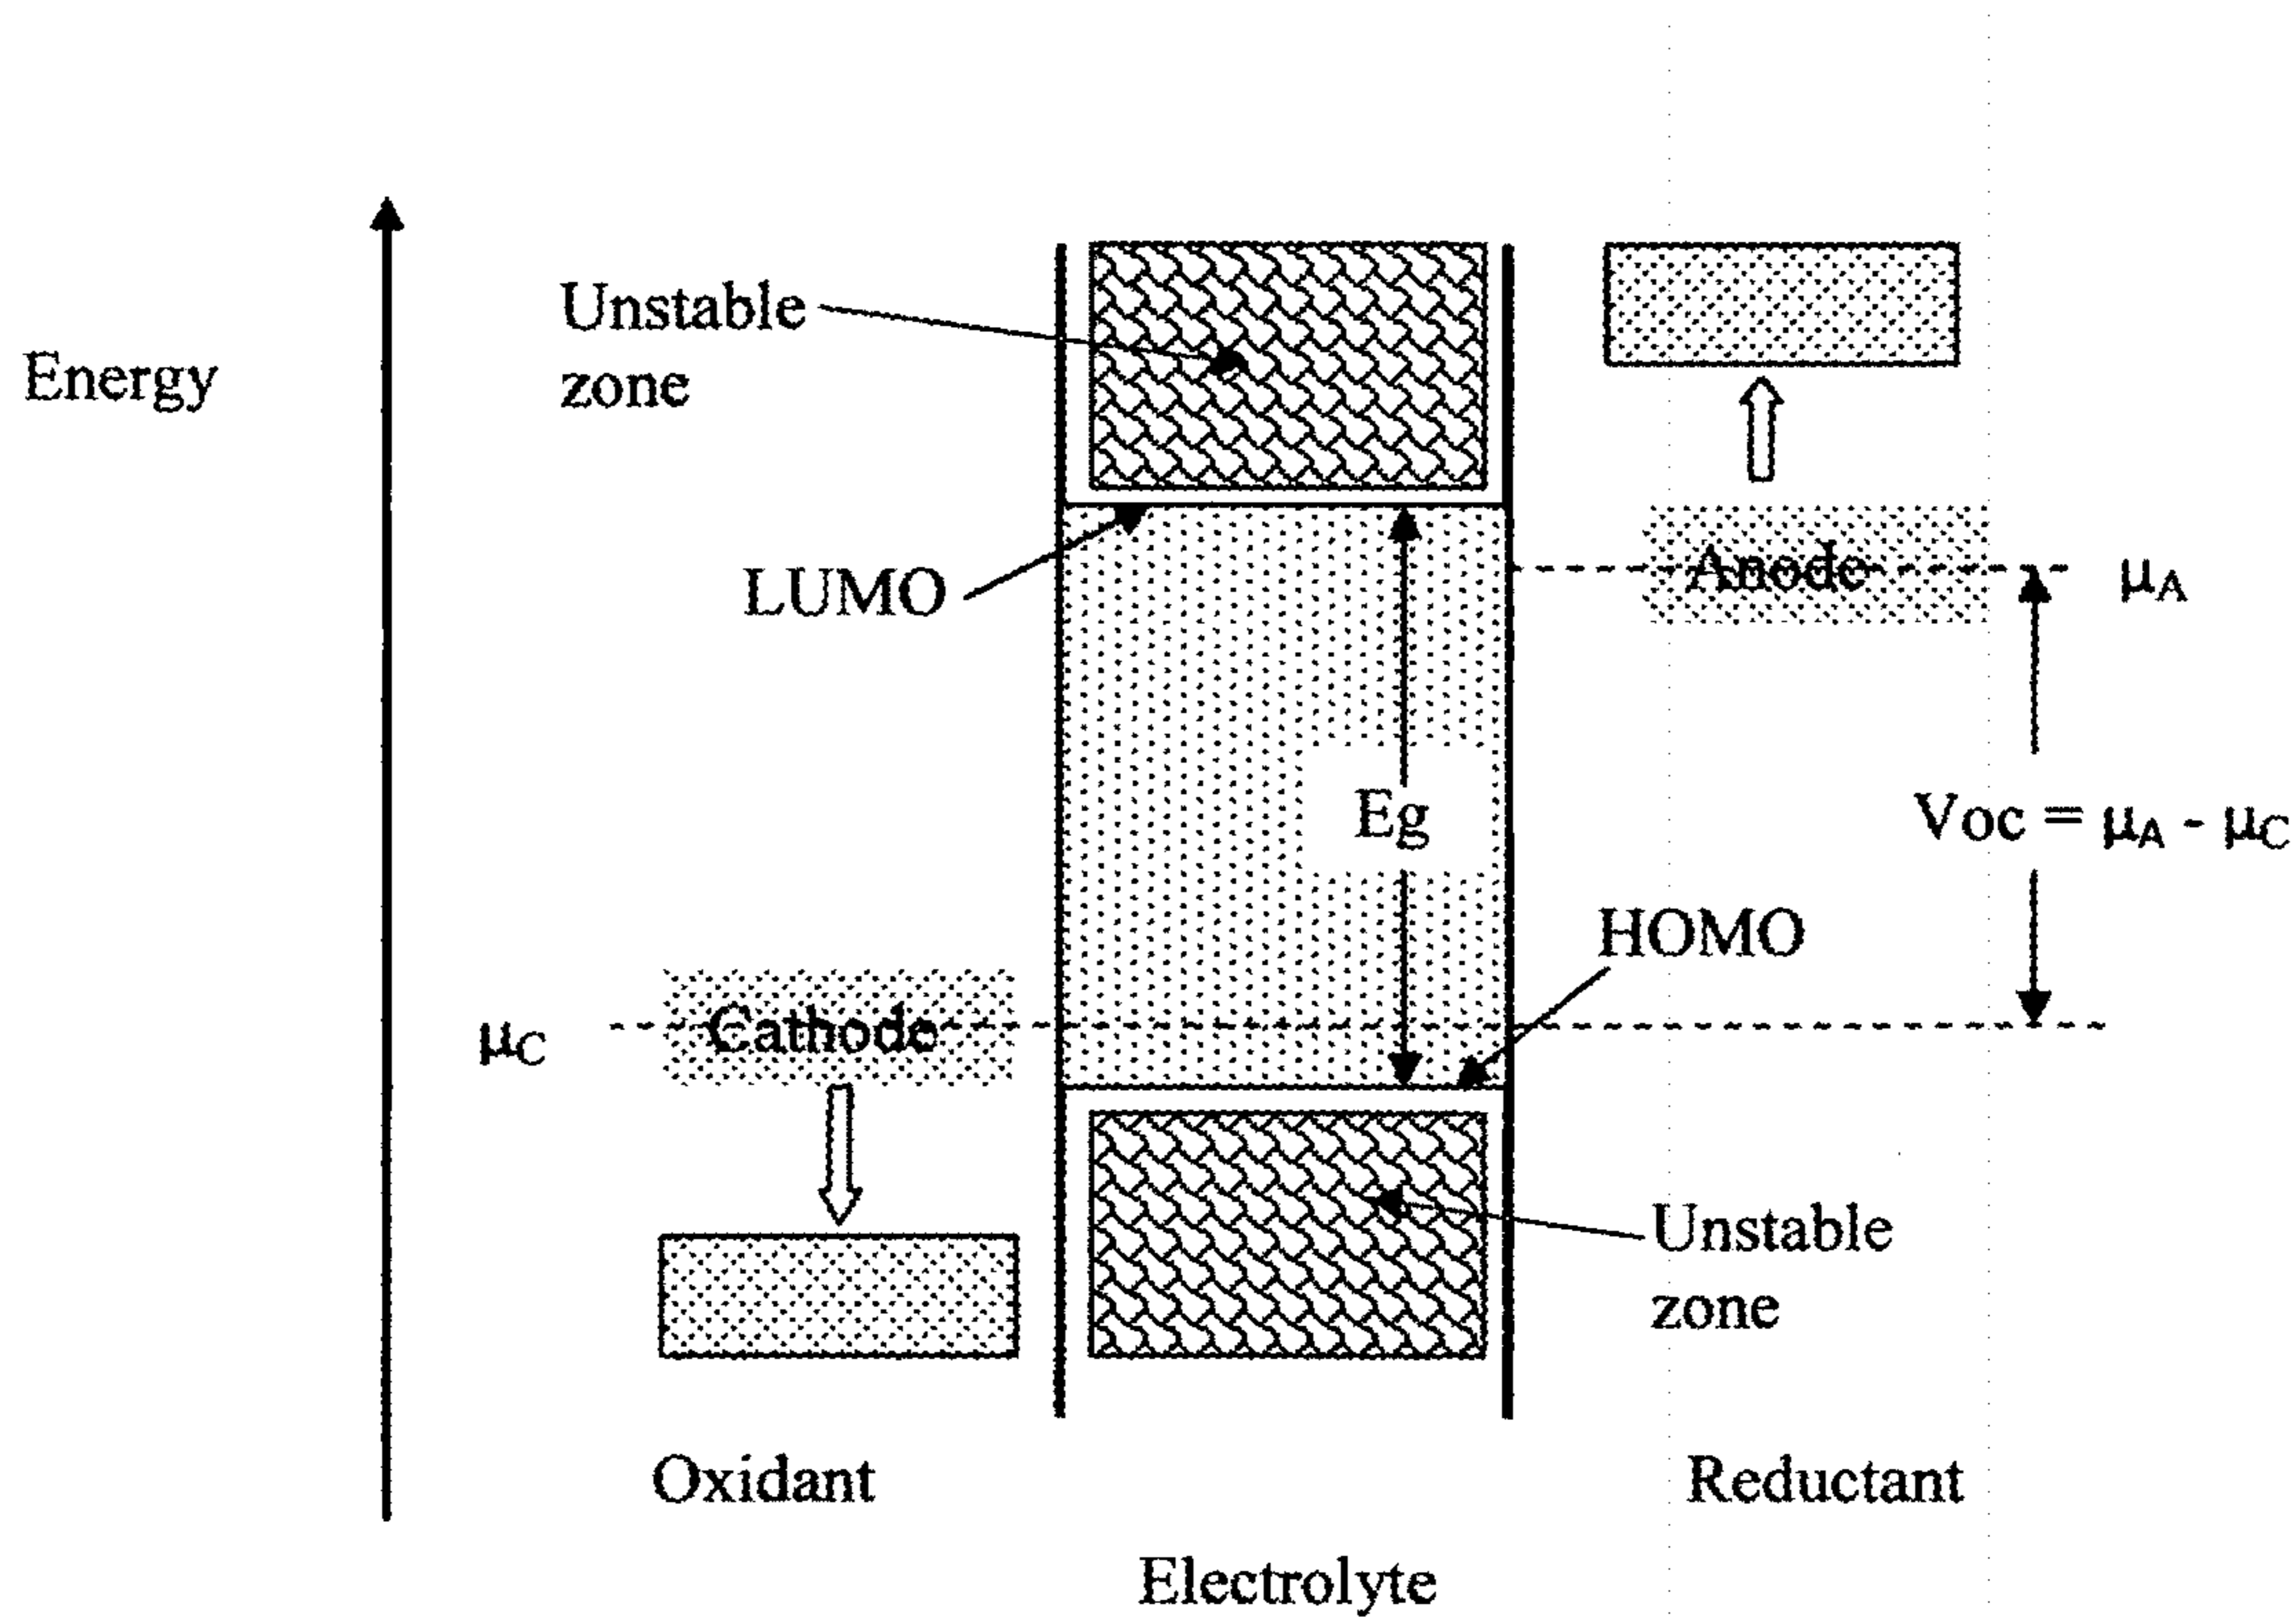 Energy
Unstable
zone
LUMO
Anode
μA
Eg
Voc = μA - μC
HOMO
Cathode
μC
Unstable
zone
Oxidant
Reductant
Electrolyte